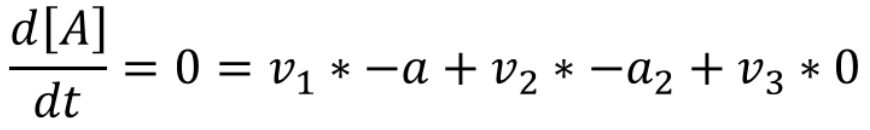 d[A]/dt = 0 = v₁ * −a + v₂ * −a₂ + v₃ * 0